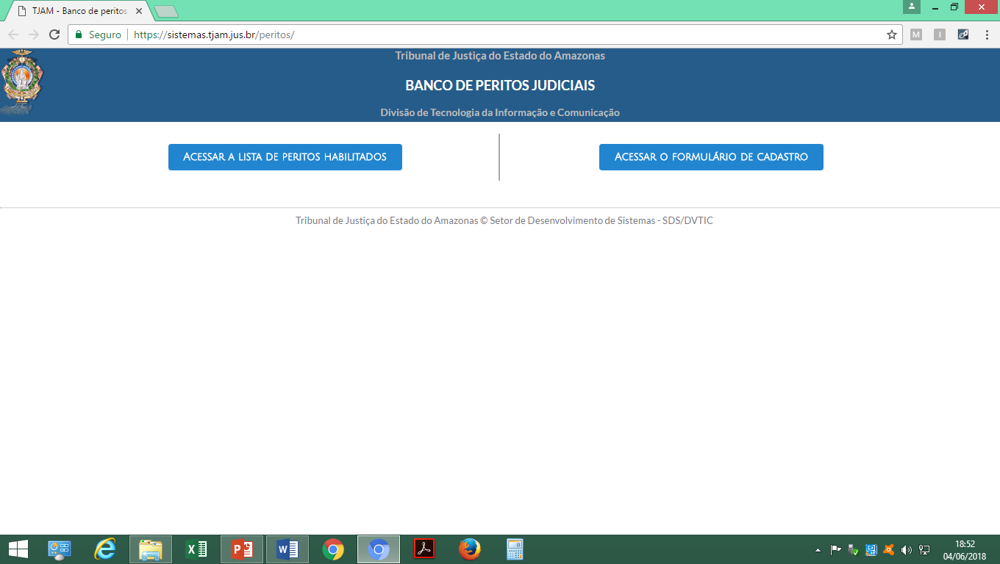 TJAM - Banco de peritos
Seguro
https://sistemas.tjam.jus.br/peritos/
M
I
Tribunal de Justiça do Estado do Amazonas
BANCO DE PERITOS JUDICIAIS
Divisão de Tecnologia da Informação e Comunicação
Acessar a lista de peritos habilitados
Acessar o formulário de cadastro
Tribunal de Justiça do Estado do Amazonas © Setor de Desenvolvimento de Sistemas - SDS/DVTIC
18:52
04/06/2018